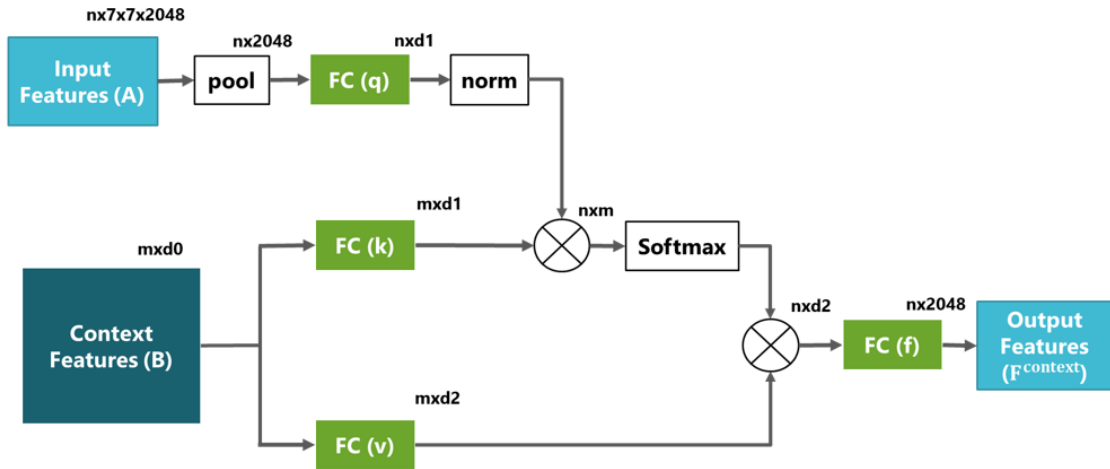 nx7x7x2048
Input
Features (A)
pool
nx2048
FC (q)
nxd1
norm
mxd0
Context
Features (B)
FC (k)
mxd1
nxm
Softmax
FC (v)
mxd2
nxd2
FC (f)
nx2048
Output
Features
(F^context)